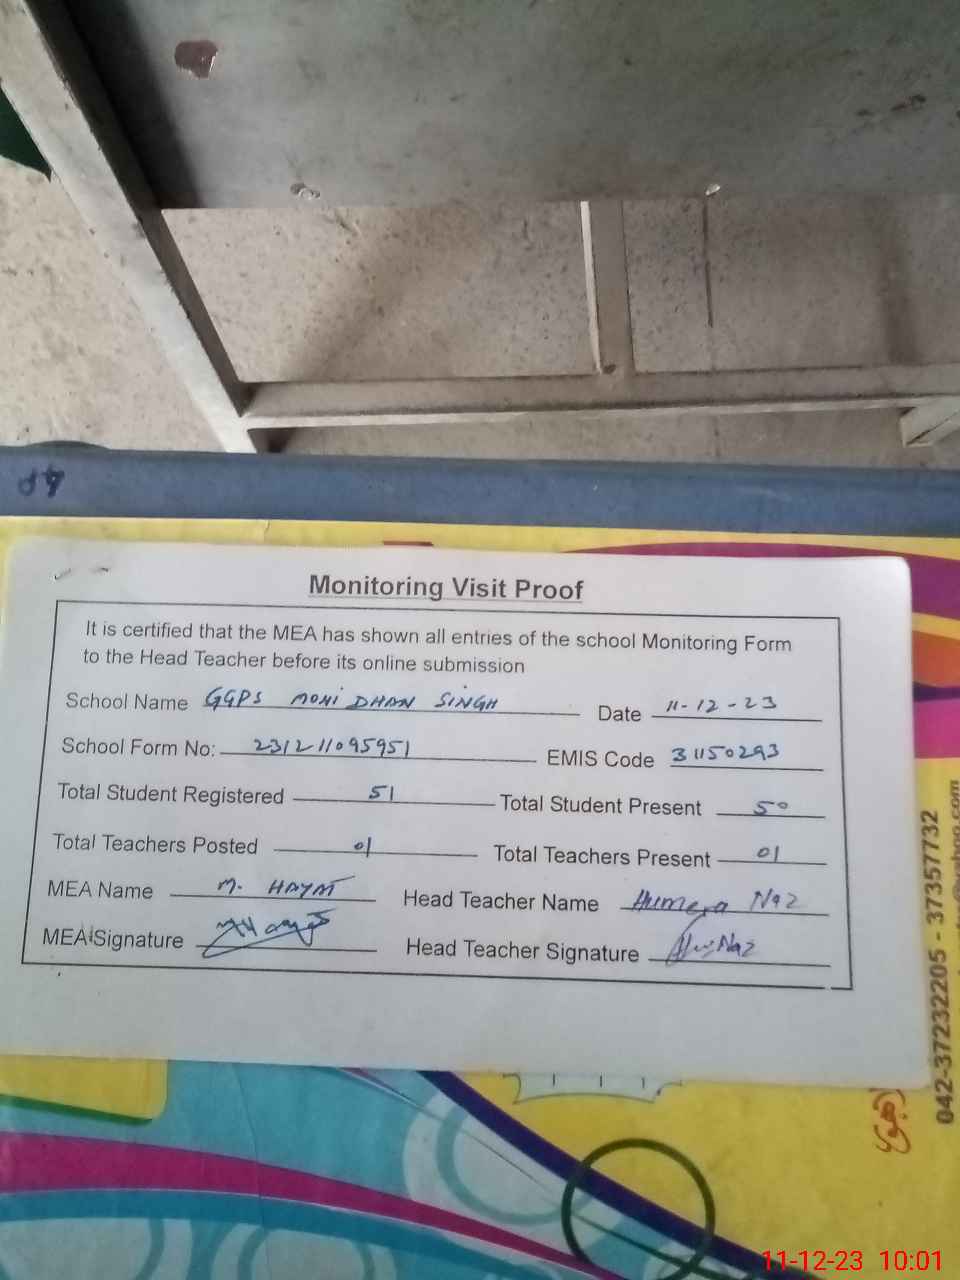 Monitoring Visit Proof
It is certified that the MEA has shown all entries of the school Monitoring Form
to the Head Teacher before its online submission
School Name GGPS MOHI DHAN SINGH Date 11-12-23
School Form No: 231211095951 EMIS Code 31150293
Total Student Registered 51 Total Student Present 50
Total Teachers Posted 01 Total Teachers Present 01
MEA Name M. HAYAT Head Teacher Name Humera Naz
MEA Signature Head Teacher Signature Naz
042-37232205 - 37357732
11-12-23 10:01